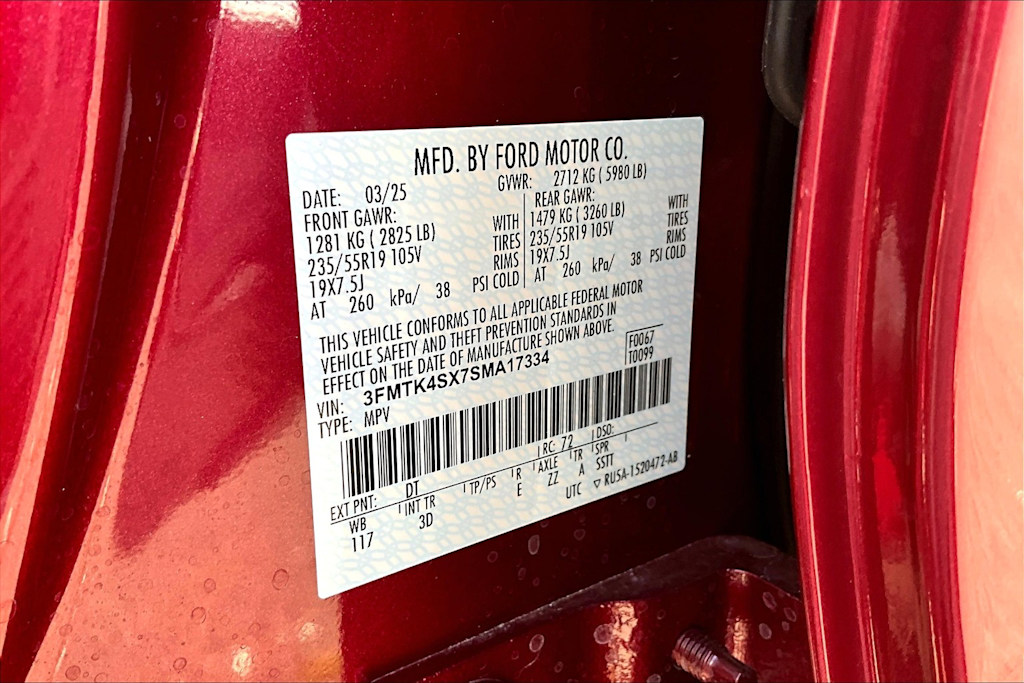 MFD. BY FORD MOTOR CO.
DATE: 03/25 GVWR: 2712 KG ( 5980 LB)
FRONT GAWR: REAR GAWR:
1281 KG ( 2825 LB) WITH 1479 KG ( 3260 LB) WITH
235/55R19 105V TIRES 235/55R19 105V TIRES
19X7.5J RIMS 19X7.5J RIMS
AT 260 kPa/ 38 PSI COLD AT 260 kPa/ 38 PSI COLD
THIS VEHICLE CONFORMS TO ALL APPLICABLE FEDERAL MOTOR
VEHICLE SAFETY AND THEFT PREVENTION STANDARDS IN
EFFECT ON THE DATE OF MANUFACTURE SHOWN ABOVE.
VIN: 3FMTK4SX7SMA17334 F0067
TYPE: MPV T0099
EXT PNT: DT RC: 72 DSO:
WB INT TR TP/PS R AXLE TR SPR
117 3D E ZZ A SSTT
UTC ▽ RU5A-1520472-AB